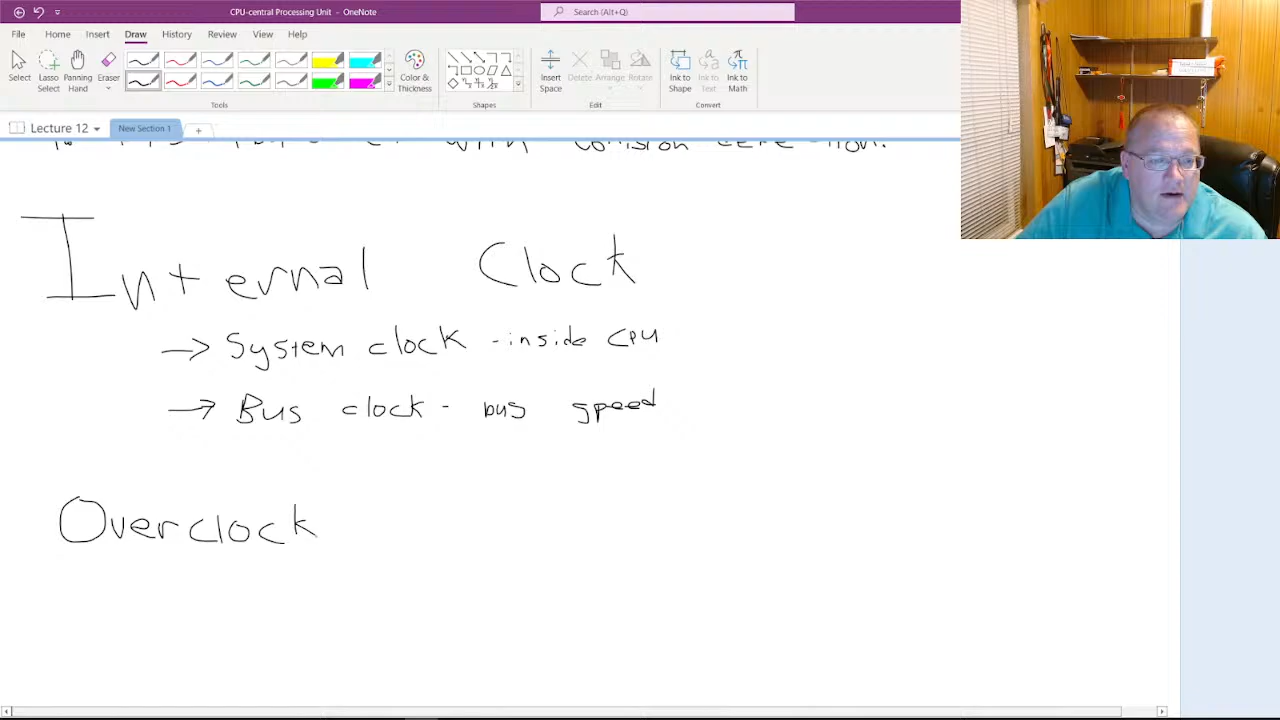 CPU-central Processing Unit - OneNote
Search (Alt+Q)
File Home Insert Draw History Review View Help
Select Lasso Select Panning Hand Eraser Color & Thickness Insert Space Delete Arrange Rotate Ink to Shape Ink to Text Ink to Math
Tools Shapes Edit Convert
Lecture 12 New Section 1 +
with collision detection.
Internal Clock
→ System clock - inside CPU
→ Bus clock - bus speed
Overclock